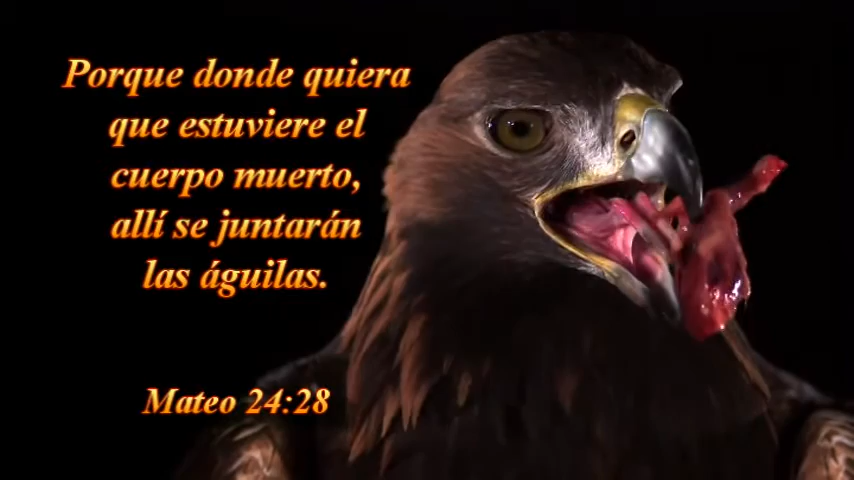 Porque donde quiera
que estuviere el
cuerpo muerto,
allí se juntarán
las águilas.
Mateo 24:28